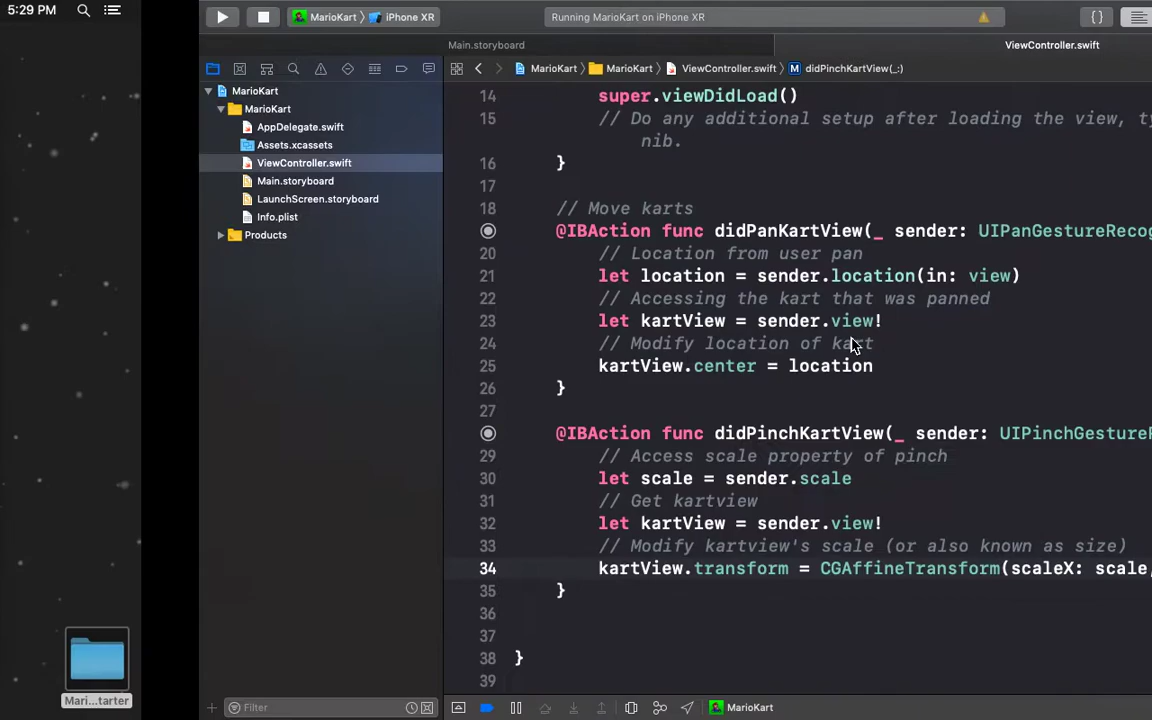 5:29 PM
MarioKart
iPhone XR
Running MarioKart on iPhone XR
{}
Main.storyboard
ViewController.swift
MarioKart
MarioKart
ViewController.swift
M didPanchKartView(_:)
MarioKart
MarioKart
AppDelegate.swift
Assets.xcassets
ViewController.swift
Main.storyboard
LaunchScreen.storyboard
Info.plist
Products
14 super.viewDidLoad()
15 // Do any additional setup after loading the view, ty
nib.
16 }
17
18 // Move karts
@IBAction func didPanKartView(_ sender: UIPanGestureRecog
20 // Location from user pan
21 let location = sender.location(in: view)
22 // Accessing the kart that was panned
23 let kartView = sender.view!
24 // Modify location of kart
25 kartView.center = location
26 }
27
@IBAction func didPinchKartView(_ sender: UIPinchGestureR
29 // Access scale property of pinch
30 let scale = sender.scale
31 // Get kartview
32 let kartView = sender.view!
33 // Modify kartview's scale (or also known as size)
34 kartView.transform = CGAffineTransform(scaleX: scale,
35 }
36
37
38 }
39
Mari...tarter
Filter
MarioKart